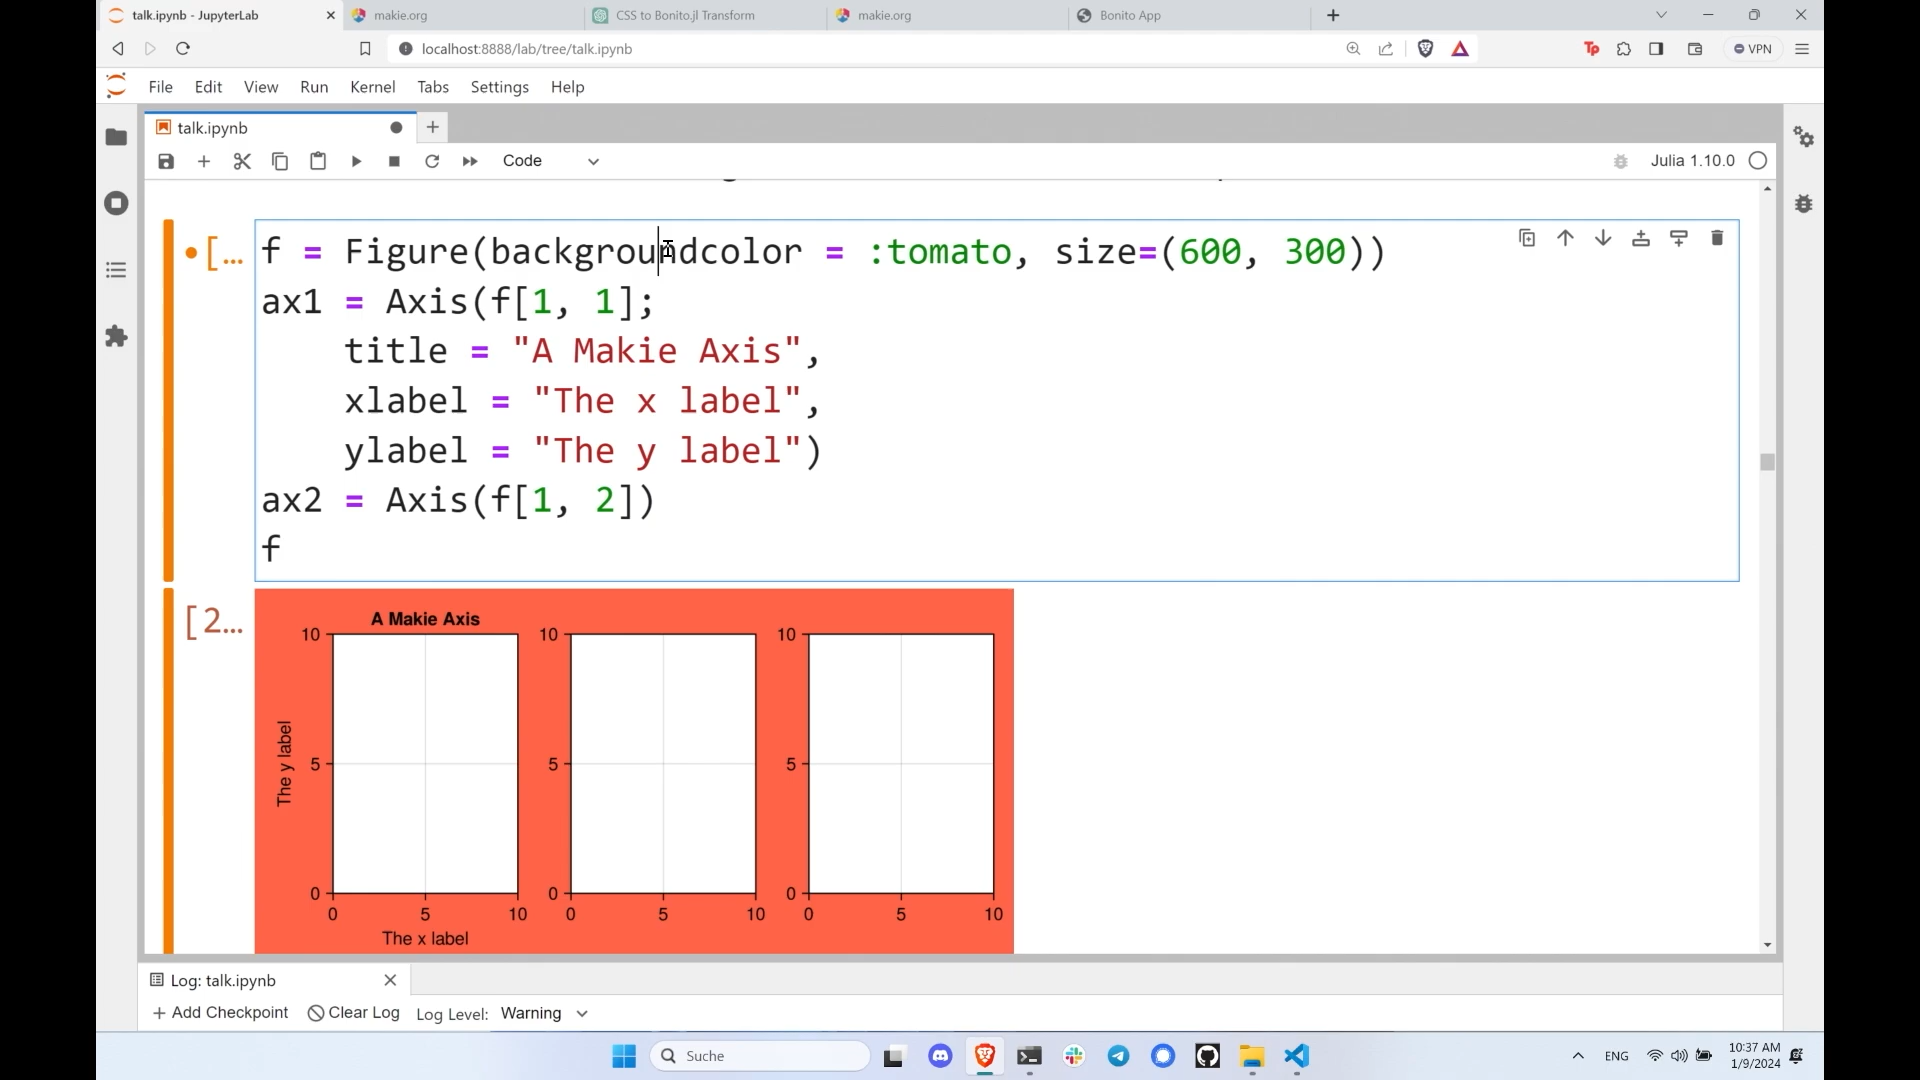 talk.ipynb - JupyterLab
makie.org
CSS to Bonito.jl Transform
makie.org
Bonito App
localhost:8888/lab/tree/talk.ipynb
Tp
VPN
File Edit View Run Kernel Tabs Settings Help
talk.ipynb
Code
Julia 1.10.0
[…
f = Figure(backgroundcolor = :tomato, size=(600, 300))
ax1 = Axis(f[1, 1];
title = "A Makie Axis",
xlabel = "The x label",
ylabel = "The y label")
ax2 = Axis(f[1, 2])
f
[2…
A Makie Axis
10
5
0
The y label
0 5 10
The x label
10
5
0
0 5 10
10
5
0
0 5 10
Log: talk.ipynb
Add Checkpoint
Clear Log
Log Level: Warning
Suche
ENG
10:37 AM
1/9/2024